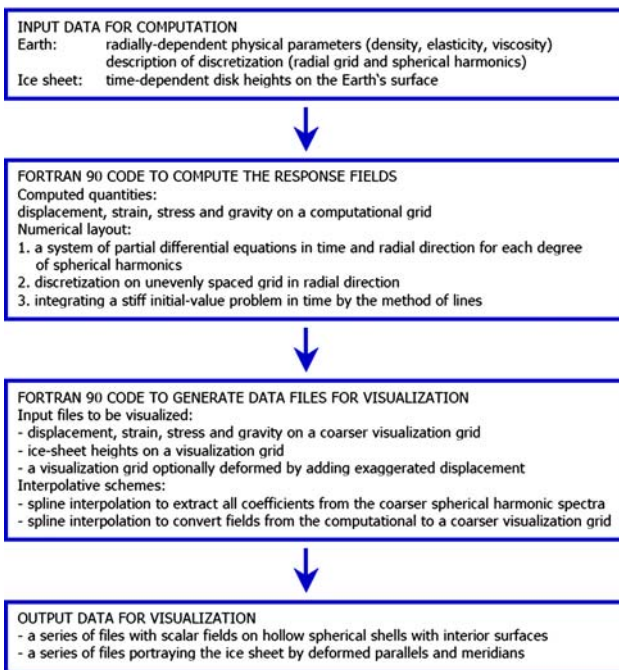 INPUT DATA FOR COMPUTATION
Earth: radially-dependent physical parameters (density, elasticity, viscosity)
description of discretization (radial grid and spherical harmonics)
Ice sheet: time-dependent disk heights on the Earth's surface
FORTRAN 90 CODE TO COMPUTE THE RESPONSE FIELDS
Computed quantities:
displacement, strain, stress and gravity on a computational grid
Numerical layout:
1. a system of partial differential equations in time and radial direction for each degree
of spherical harmonics
2. discretization on unevenly spaced grid in radial direction
3. integrating a stiff initial-value problem in time by the method of lines
FORTRAN 90 CODE TO GENERATE DATA FILES FOR VISUALIZATION
Input files to be visualized:
- displacement, strain, stress and gravity on a coarser visualization grid
- ice-sheet heights on a visualization grid
- a visualization grid optionally deformed by adding exaggerated displacement
Interpolative schemes:
- spline interpolation to extract all coefficients from the coarser spherical harmonic spectra
- spline interpolation to convert fields from the computational to a coarser visualization grid
OUTPUT DATA FOR VISUALIZATION
- a series of files with scalar fields on hollow spherical shells with interior surfaces
- a series of files portraying the ice sheet by deformed parallels and meridians